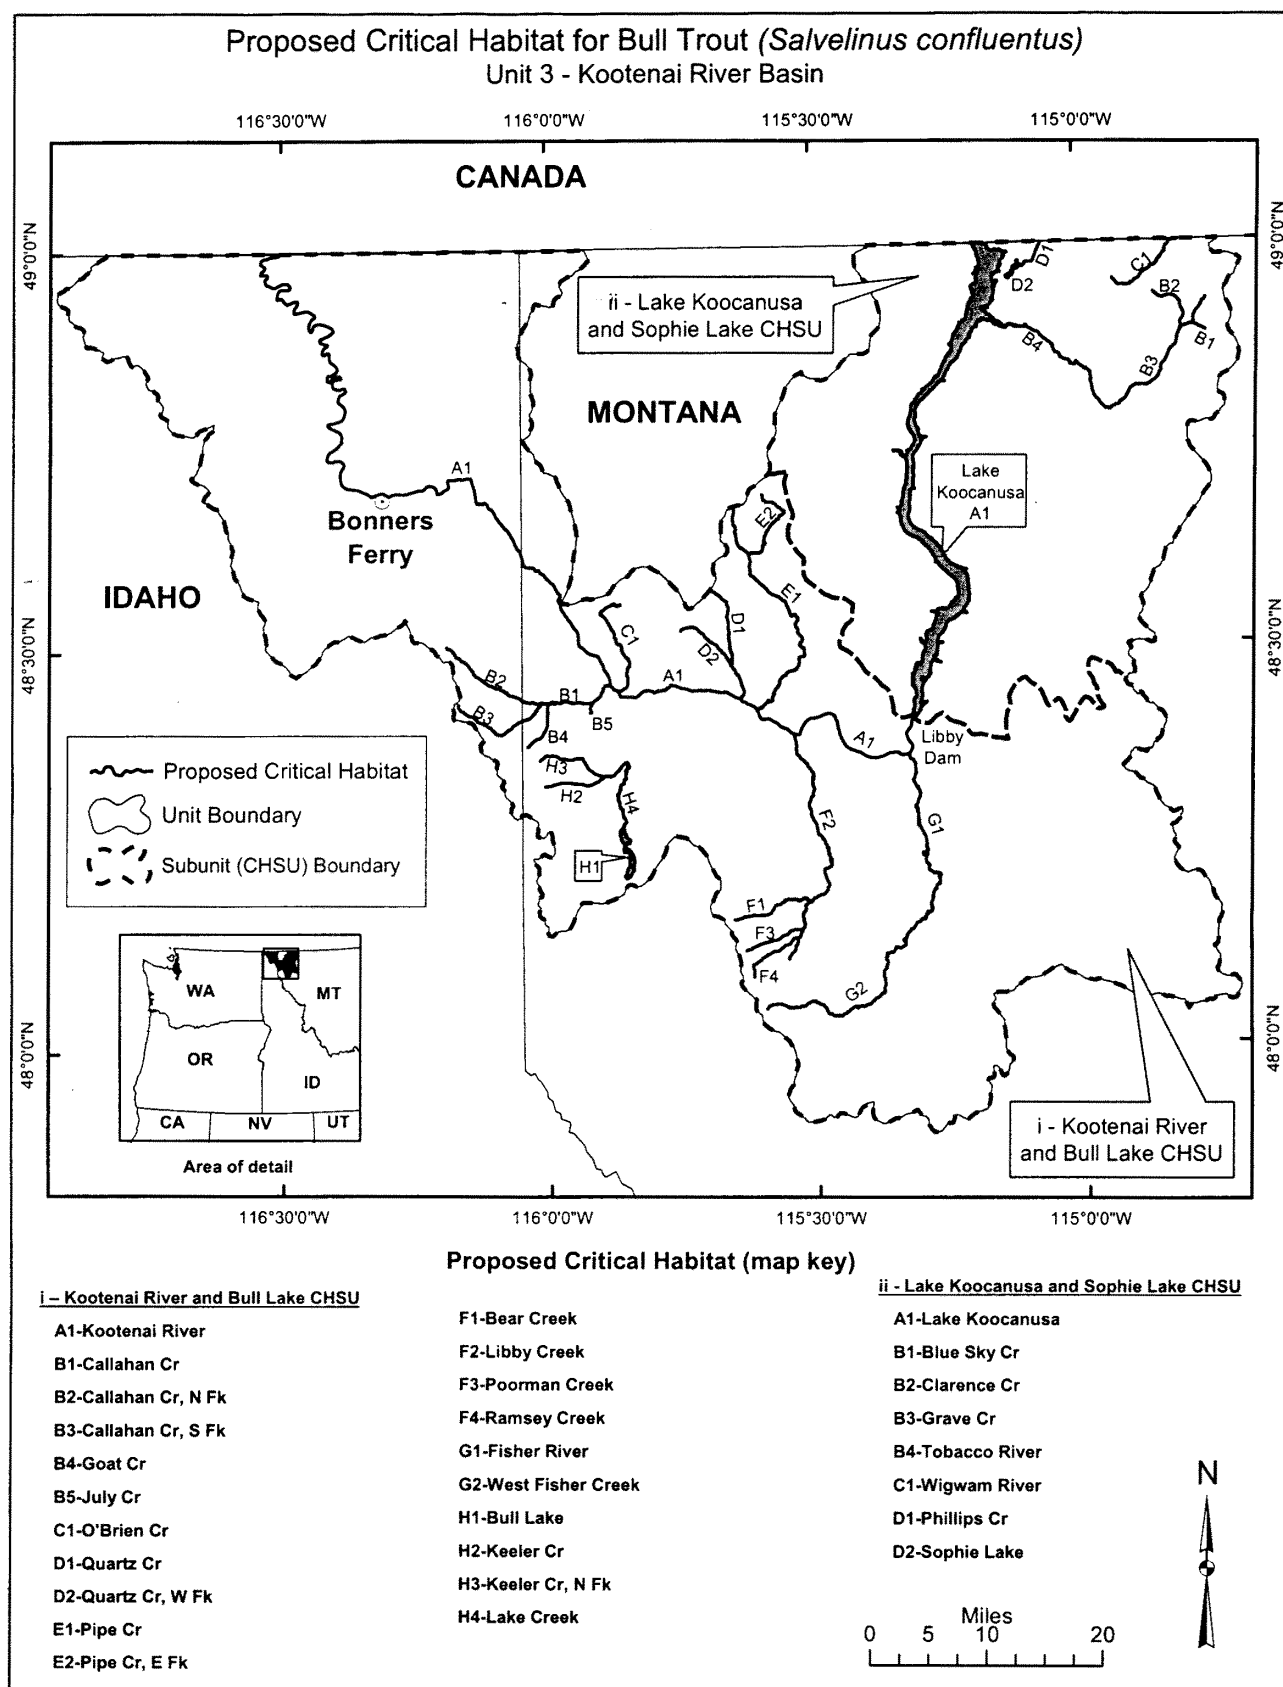 Proposed Critical Habitat for Bull Trout (Salvelinus confluentus)
Unit 3 - Kootenai River Basin
116°30'0"W
116°0'0"W
115°30'0"W
115°0'0"W
CANADA
49°0'0"N
49°0'0"N
ii - Lake Koocanusa
and Sophie Lake CHSU
D1
D2
C1
B2
B1
B4
B3
MONTANA
A1
Lake
Koocanusa
A1
Bonners
Ferry
E2
IDAHO
E1
C1
D1
D2
48°30'0"N
48°30'0"N
B2
B1
A1
B3
B5
B4
A1
Libby
Dam
H3
H2
H4
F2
G1
H1
Proposed Critical Habitat
Unit Boundary
Subunit (CHSU) Boundary
F1
F3
F4
G2
WA
MT
OR
ID
CA
NV
UT
Area of detail
48°0'0"N
48°0'0"N
i - Kootenai River
and Bull Lake CHSU
116°30'0"W
116°0'0"W
115°30'0"W
115°0'0"W
Proposed Critical Habitat (map key)
i – Kootenai River and Bull Lake CHSU
A1-Kootenai River
B1-Callahan Cr
B2-Callahan Cr, N Fk
B3-Callahan Cr, S Fk
B4-Goat Cr
B5-July Cr
C1-O'Brien Cr
D1-Quartz Cr
D2-Quartz Cr, W Fk
E1-Pipe Cr
E2-Pipe Cr, E Fk
F1-Bear Creek
F2-Libby Creek
F3-Poorman Creek
F4-Ramsey Creek
G1-Fisher River
G2-West Fisher Creek
H1-Bull Lake
H2-Keeler Cr
H3-Keeler Cr, N Fk
H4-Lake Creek
ii - Lake Koocanusa and Sophie Lake CHSU
A1-Lake Koocanusa
B1-Blue Sky Cr
B2-Clarence Cr
B3-Grave Cr
B4-Tobacco River
C1-Wigwam River
D1-Phillips Cr
D2-Sophie Lake
N
Miles
0 5 10 20